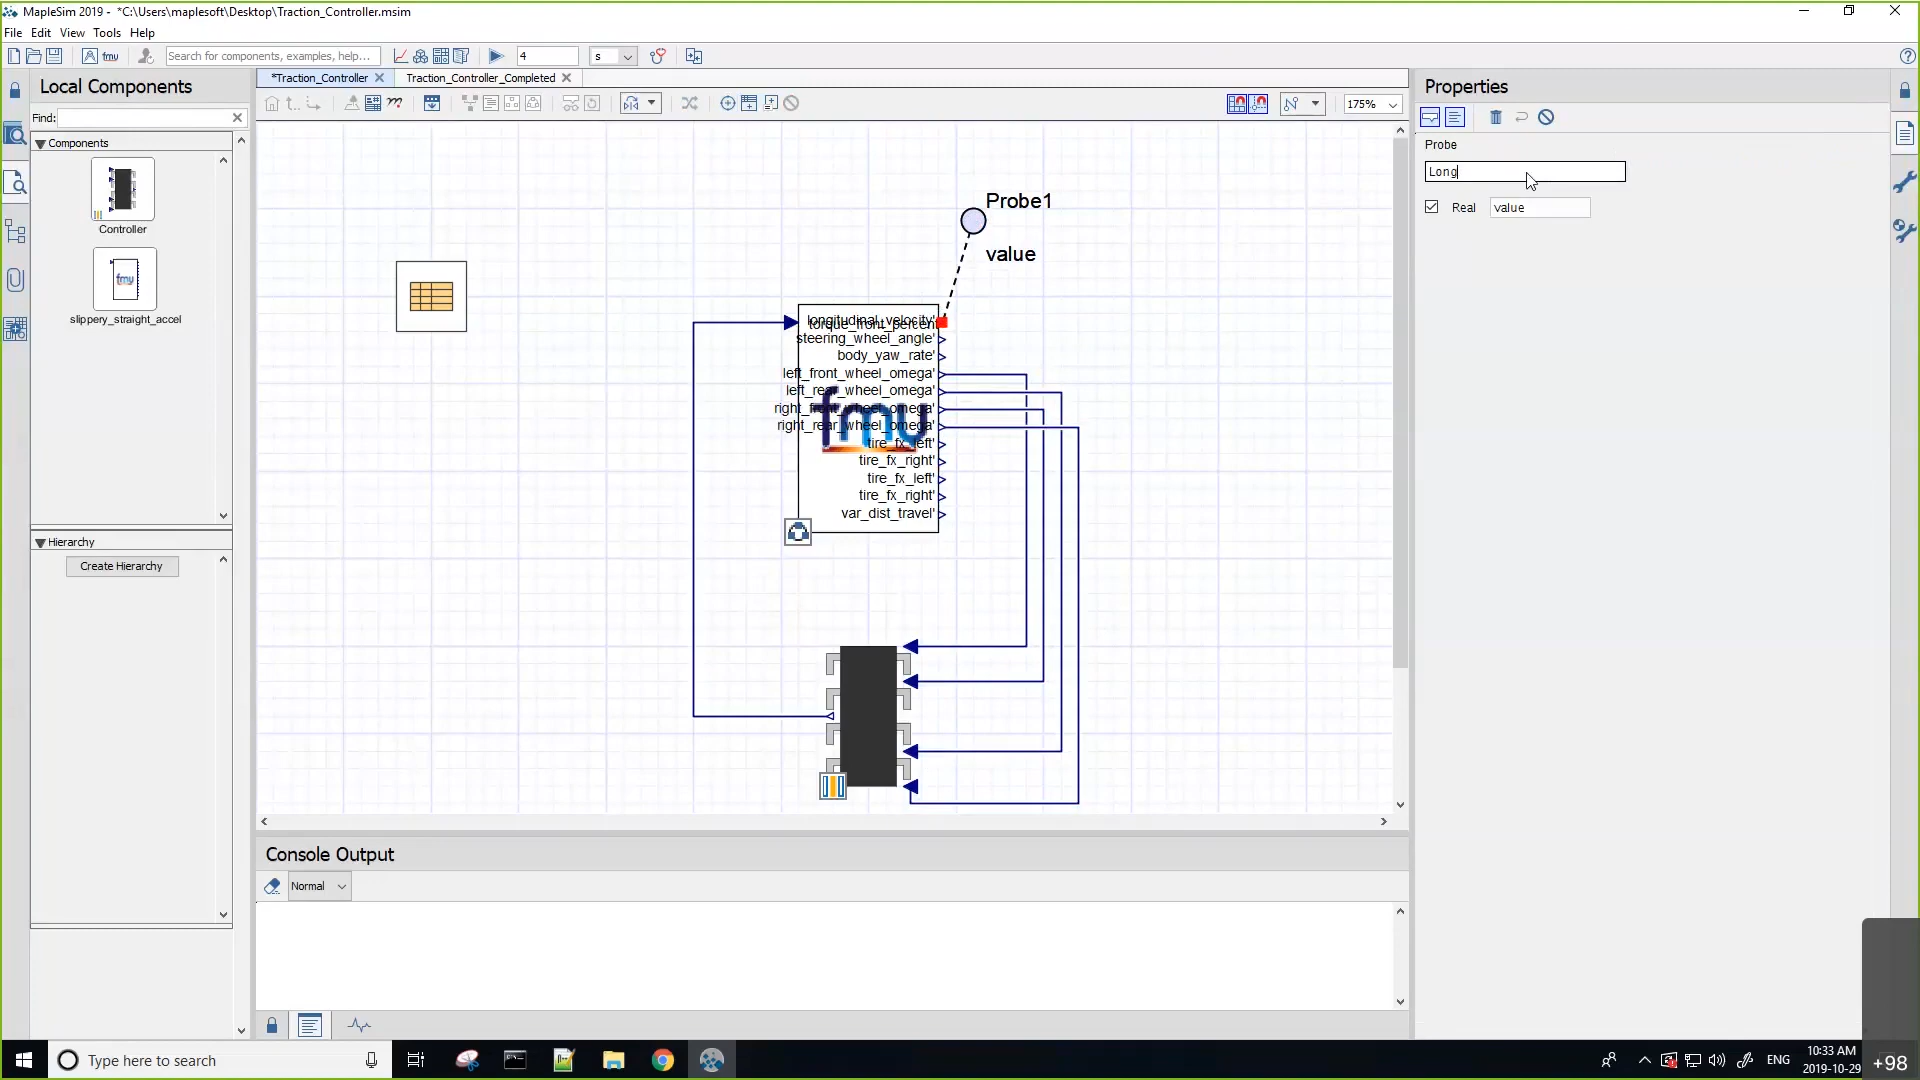 MapleSim 2019 - *C:\Users\maplesoft\Desktop\Traction_Controller.msim
File Edit View Tools Help
fmu Search for components, examples, help... 4 s
Local Components
Find:
Components
Controller
fmu
slippery_straight_accel
Hierarchy
Create Hierarchy
*Traction_Controller Traction_Controller_Completed
175%
Probe1
value
longitudinal_velocity'
torque_front_percent
steering_wheel_angle'
body_yaw_rate'
left_front_wheel_omega'
left_rear_wheel_omega'
right_front_wheel_omega'
right_rear_wheel_omega'
fmu
tire_fx_left'
tire_fx_right'
tire_fx_left'
tire_fx_right'
var_dist_travel'
Console Output
Normal
Properties
Probe
Long
Real value
Type here to search
ENG
10:33 AM
2019-10-29
+98